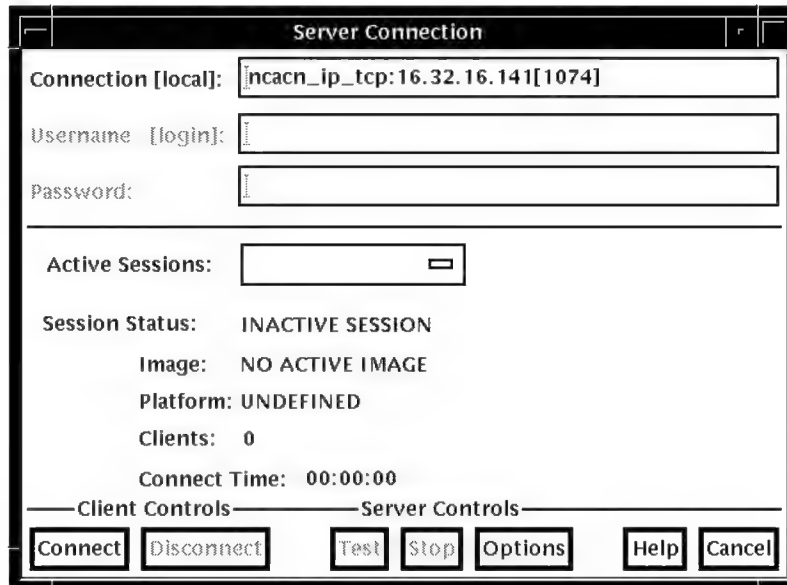 Server Connection
Connection [local]: ncacn_ip_tcp:16.32.16.141[1074]
Username [login]:
Password:
Active Sessions:
Session Status: INACTIVE SESSION
Image: NO ACTIVE IMAGE
Platform: UNDEFINED
Clients: 0
Connect Time: 00:00:00
Client Controls Server Controls
Connect Disconnect Test Stop Options Help Cancel